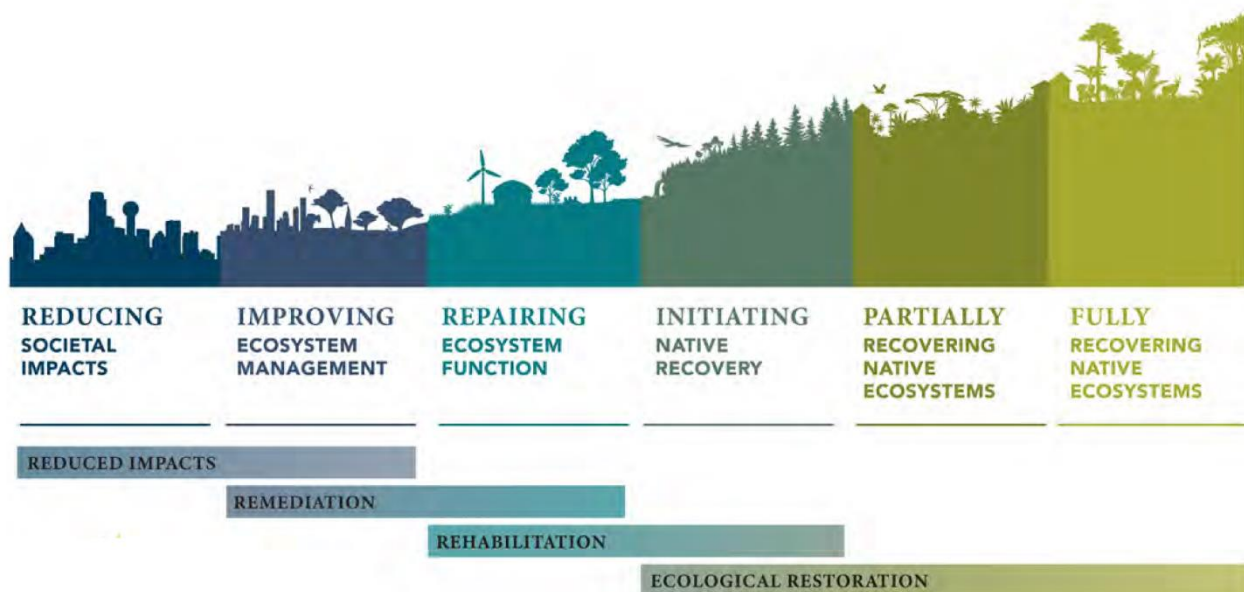 REDUCING
SOCIETAL
IMPACTS
IMPROVING
ECOSYSTEM
MANAGEMENT
REPAIRING
ECOSYSTEM
FUNCTION
INITIATING
NATIVE
RECOVERY
PARTIALLY
RECOVERING
NATIVE
ECOSYSTEMS
FULLY
RECOVERING
NATIVE
ECOSYSTEMS
REDUCED IMPACTS
REMEDIATION
REHABILITATION
ECOLOGICAL RESTORATION